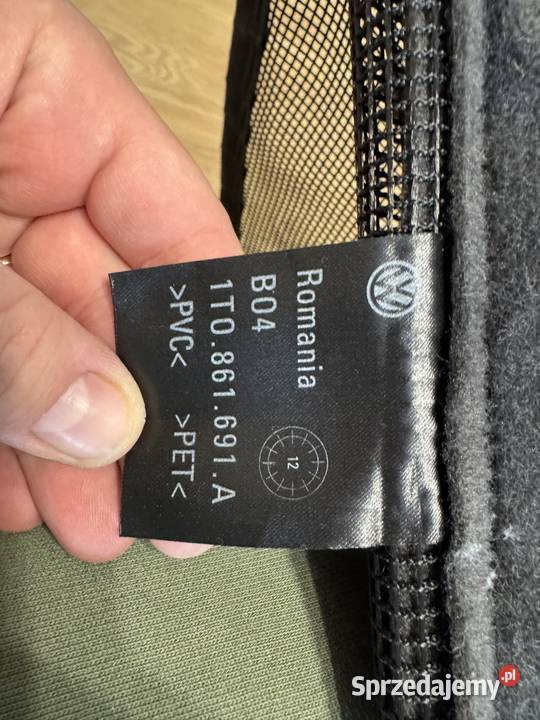 Romania
B04
1T0.861.691.A
>PVC< >PET<
12
Sprzedajemy.pl